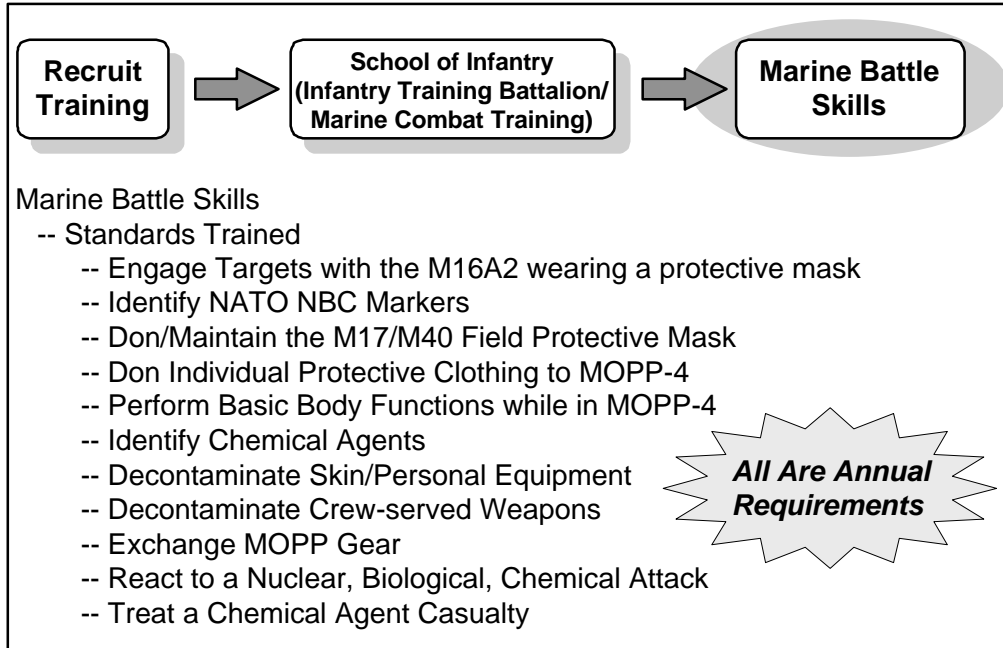 Recruit
Training
School of Infantry
(Infantry Training Battalion/
Marine Combat Training)
Marine Battle
Skills
Marine Battle Skills
-- Standards Trained
-- Engage Targets with the M16A2 wearing a protective mask
-- Identify NATO NBC Markers
-- Don/Maintain the M17/M40 Field Protective Mask
-- Don Individual Protective Clothing to MOPP-4
-- Perform Basic Body Functions while in MOPP-4
-- Identify Chemical Agents
-- Decontaminate Skin/Personal Equipment
-- Decontaminate Crew-served Weapons
-- Exchange MOPP Gear
-- React to a Nuclear, Biological, Chemical Attack
-- Treat a Chemical Agent Casualty
All Are Annual
Requirements